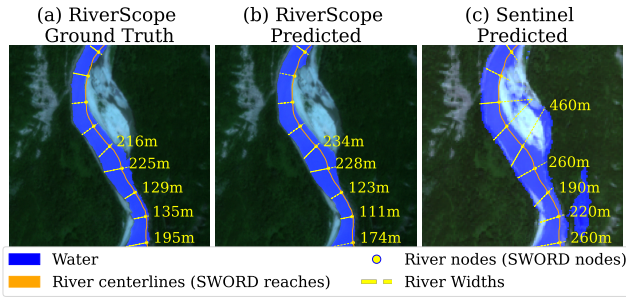 (a) RiverScope
Ground Truth
(b) RiverScope
Predicted
(c) Sentinel
Predicted
216m
225m
129m
135m
195m
234m
228m
123m
111m
174m
460m
260m
190m
220m
260m
Water
River centerlines (SWORD reaches)
River nodes (SWORD nodes)
River Widths